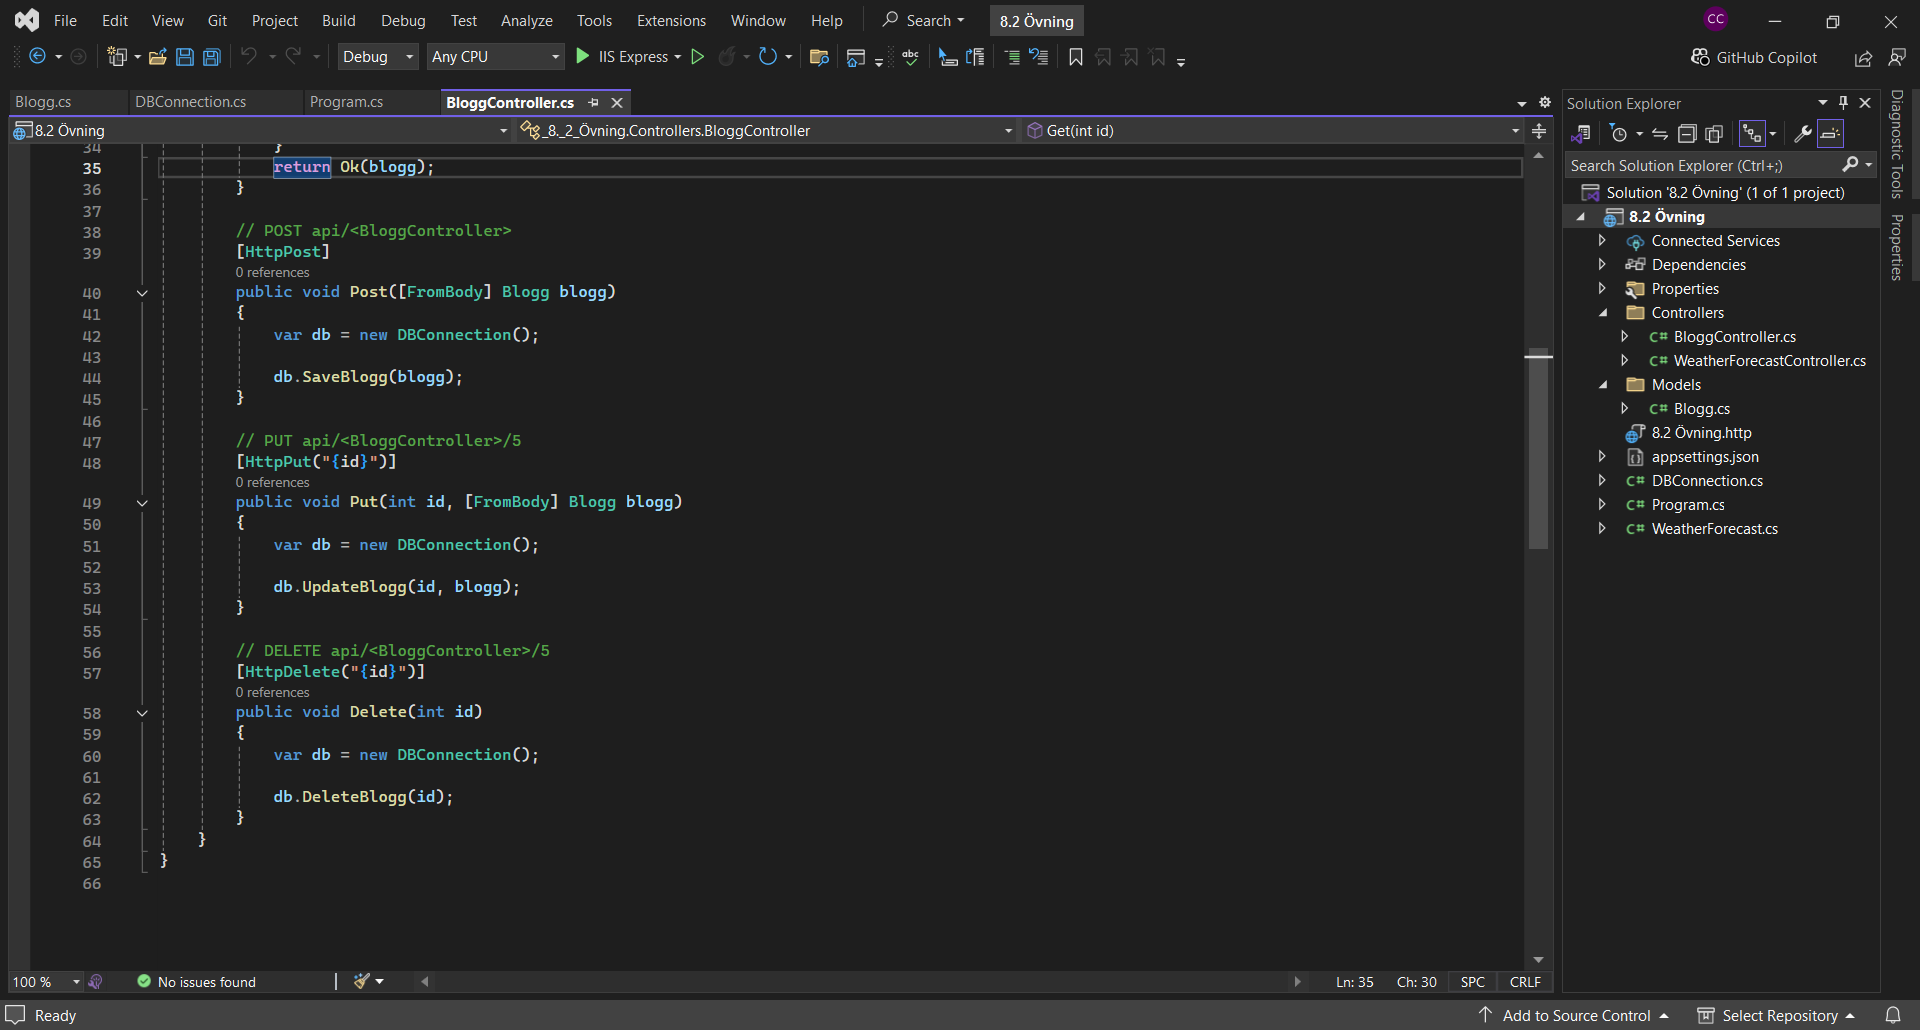 File Edit View Git Project Build Debug Test Analyze Tools Extensions Window Help Search 8.2 Övning CC
Debug Any CPU IIS Express abc GitHub Copilot
Blogg.cs DBConnection.cs Program.cs BloggController.cs
8.2 Övning _8._2_Övning.Controllers.BloggController Get(int id)
34 }
35 return Ok(blogg);
36 }
37
38 // POST api/<BloggController>
39 [HttpPost]
0 references
40 public void Post([FromBody] Blogg blogg)
41 {
42 var db = new DBConnection();
43
44 db.SaveBlogg(blogg);
45 }
46
47 // PUT api/<BloggController>/5
48 [HttpPut("{id}")]
0 references
49 public void Put(int id, [FromBody] Blogg blogg)
50 {
51 var db = new DBConnection();
52
53 db.UpdateBlogg(id, blogg);
54 }
55
56 // DELETE api/<BloggController>/5
57 [HttpDelete("{id}")]
0 references
58 public void Delete(int id)
59 {
60 var db = new DBConnection();
61
62 db.DeleteBlogg(id);
63 }
64 }
65 }
66
100 % No issues found Ln: 35 Ch: 30 SPC CRLF
Solution Explorer
Search Solution Explorer (Ctrl+;)
Solution '8.2 Övning' (1 of 1 project)
8.2 Övning
Connected Services
Dependencies
Properties
Controllers
C# BloggController.cs
C# WeatherForecastController.cs
Models
C# Blogg.cs
8.2 Övning.http
appsettings.json
C# DBConnection.cs
C# Program.cs
C# WeatherForecast.cs
Diagnostic Tools
Properties
Ready Add to Source Control Select Repository